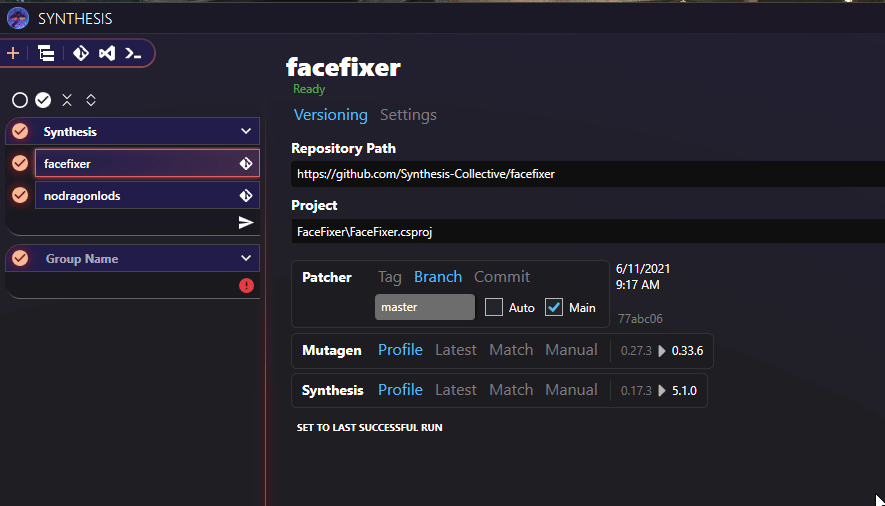 SYNTHESIS
Synthesis
facefixer
nodragonlods
Group Name
facefixer
Ready
Versioning Settings
Repository Path
https://github.com/Synthesis-Collective/facefixer
Project
FaceFixer\FaceFixer.csproj
Patcher Tag Branch Commit
master Auto Main
6/11/2021
9:17 AM
77abc06
Mutagen Profile Latest Match Manual 0.27.3 0.33.6
Synthesis Profile Latest Match Manual 0.17.3 5.1.0
SET TO LAST SUCCESSFUL RUN